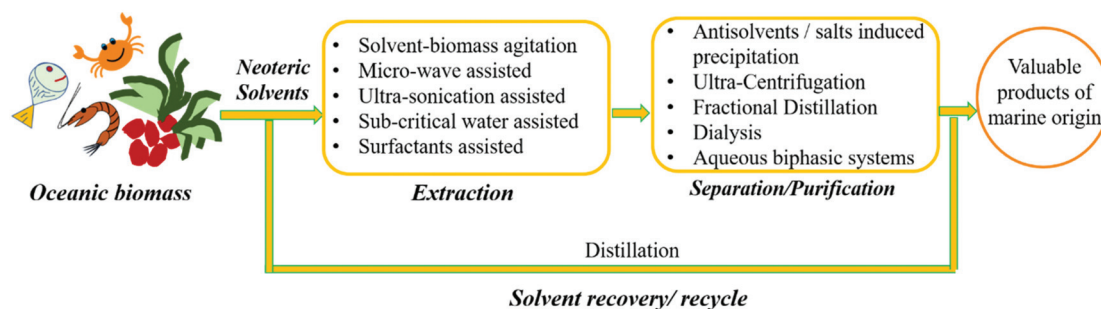 Neoteric
Solvents
Oceanic biomass
• Solvent-biomass agitation
• Micro-wave assisted
• Ultra-sonication assisted
• Sub-critical water assisted
• Surfactants assisted
Extraction
• Antisolvents / salts induced
precipitation
• Ultra-Centrifugation
• Fractional Distillation
• Dialysis
• Aqueous biphasic systems
Separation/Purification
Valuable
products of
marine origin
Distillation
Solvent recovery/ recycle